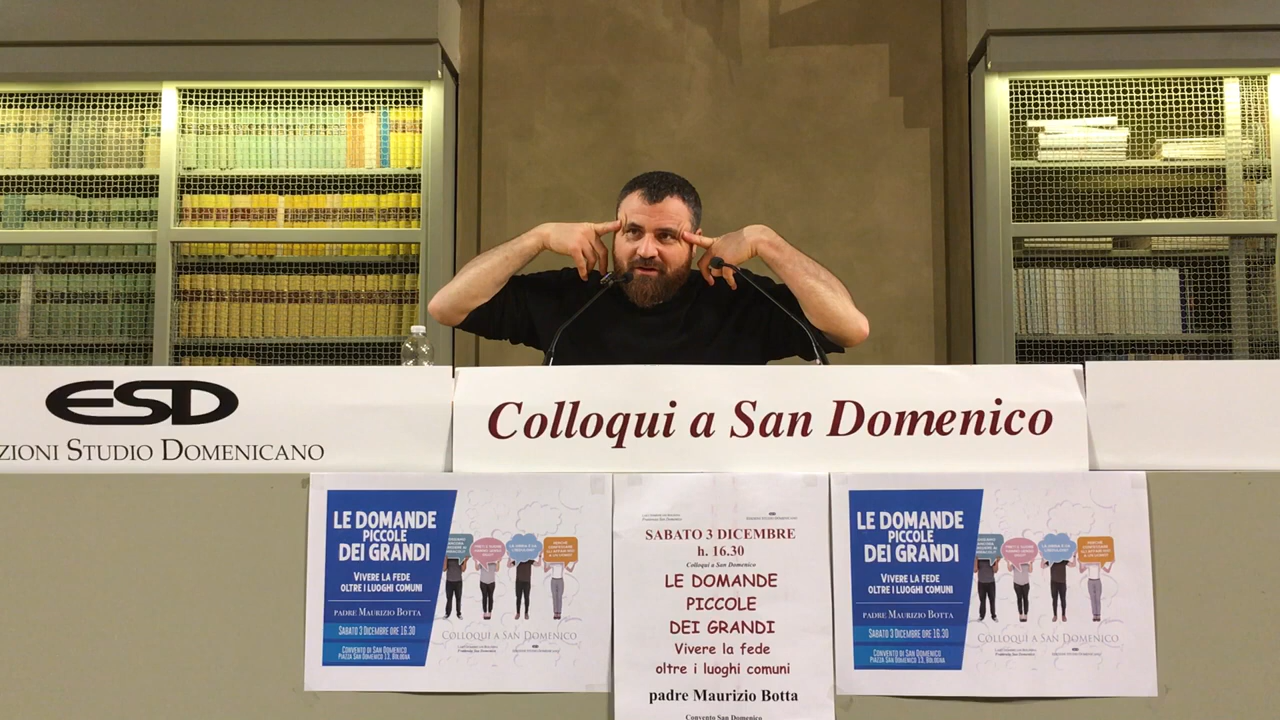 ESD
ZIONI STUDIO DOMENICANO
Colloqui a San Domenico
LE DOMANDE
PICCOLE
DEI GRANDI
VIVERE LA FEDE
OLTRE I LUOGHI COMUNI
PADRE MAURIZIO BOTTA
SABATO 3 DICEMBRE ORE 16.30
CONVENTO DI SAN DOMENICO
PIAZZA SAN DOMENICO 13, BOLOGNA
COLLOQUI A SAN DOMENICO
SABATO 3 DICEMBRE
h. 16.30
Colloqui a San Domenico
LE DOMANDE
PICCOLE
DEI GRANDI
Vivere la fede
oltre i luoghi comuni
padre Maurizio Botta
Convento San Domenico
LE DOMANDE
PICCOLE
DEI GRANDI
VIVERE LA FEDE
OLTRE I LUOGHI COMUNI
PADRE MAURIZIO BOTTA
SABATO 3 DICEMBRE ORE 16.30
CONVENTO DI SAN DOMENICO
PIAZZA SAN DOMENICO 13, BOLOGNA
COLLOQUI A SAN DOMENICO